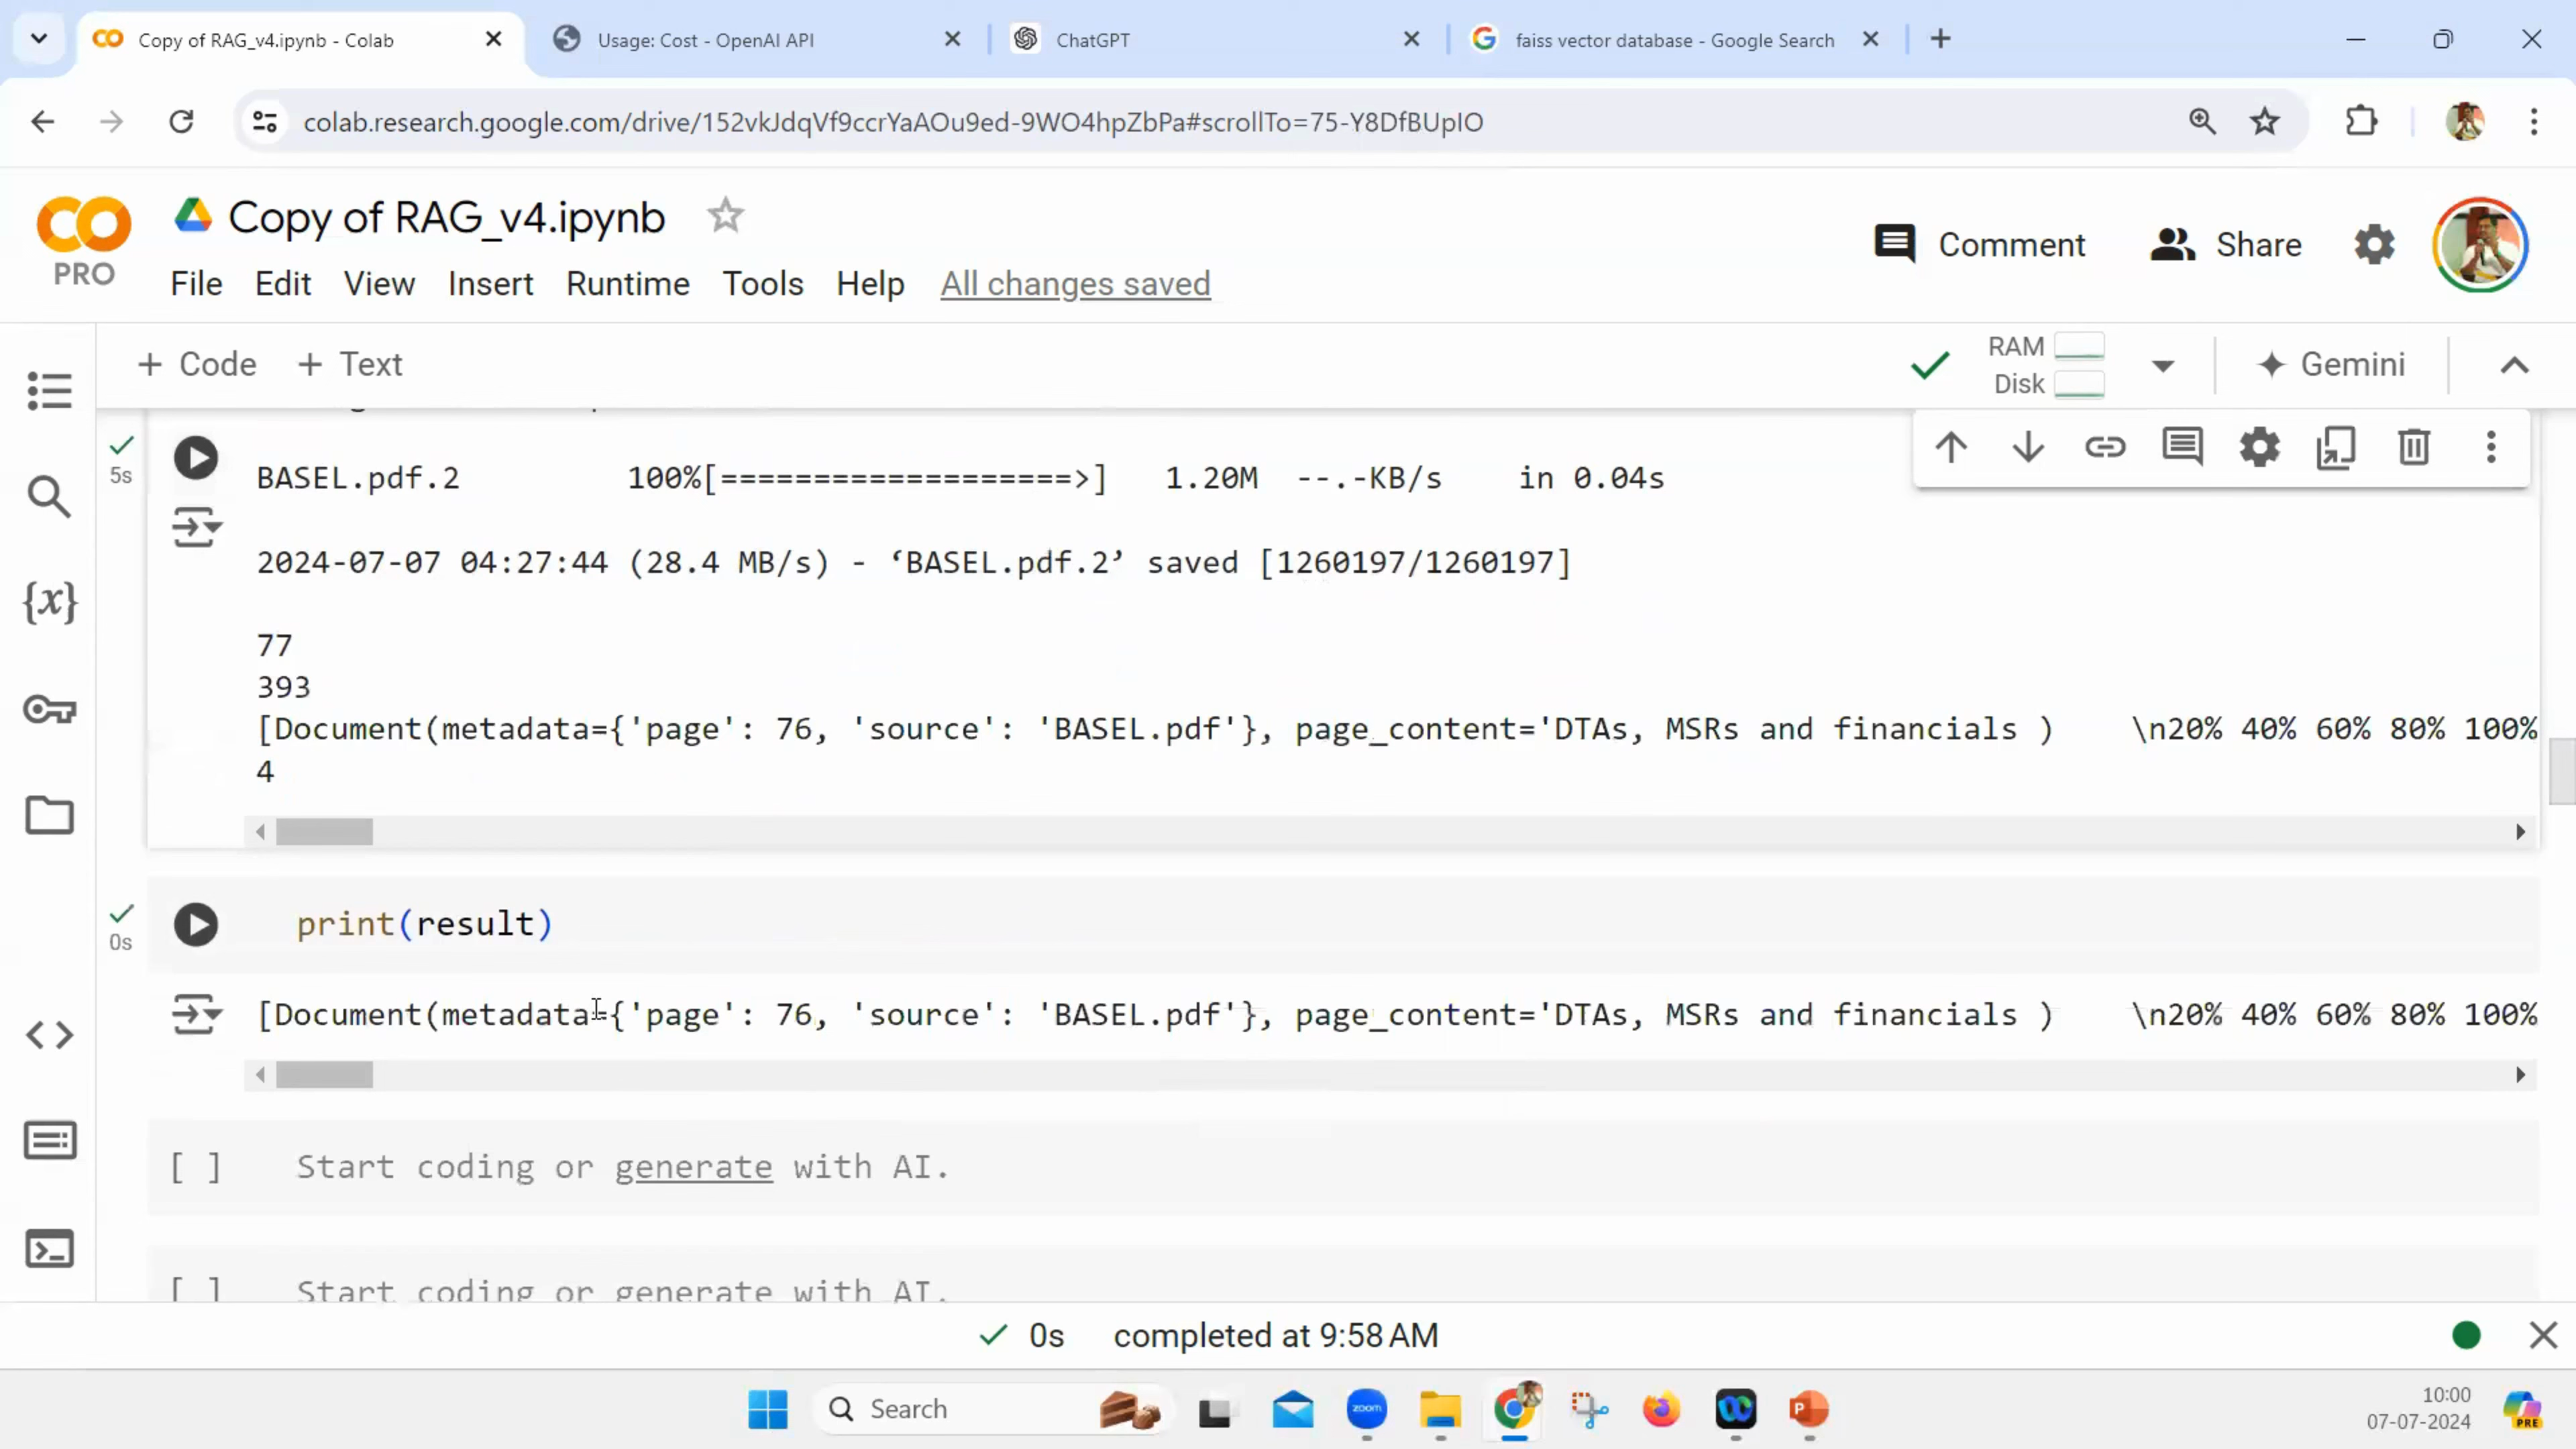 Copy of RAG_v4.ipynb - Colab
Usage: Cost - OpenAI API
ChatGPT
faiss vector database - Google Search
colab.research.google.com/drive/152vkJdqVf9ccrYaAOu9ed-9WO4hpZbPa#scrollTo=75-Y8DfBUpIO
Copy of RAG_v4.ipynb
PRO
File Edit View Insert Runtime Tools Help All changes saved
Comment
Share
+ Code + Text
RAM
Disk
Gemini
5s
BASEL.pdf.2 100%[===================>] 1.20M --.-KB/s in 0.04s
2024-07-07 04:27:44 (28.4 MB/s) - ‘BASEL.pdf.2’ saved [1260197/1260197]
77
393
[Document(metadata={'page': 76, 'source': 'BASEL.pdf'}, page_content='DTAs, MSRs and financials ) \n20% 40% 60% 80% 100%
4
0s
print(result)
[Document(metadata={'page': 76, 'source': 'BASEL.pdf'}, page_content='DTAs, MSRs and financials ) \n20% 40% 60% 80% 100%
[ ] Start coding or generate with AI.
[ ] Start coding or generate with AI.
0s completed at 9:58 AM
Search
zoom
10:00
07-07-2024
PRE